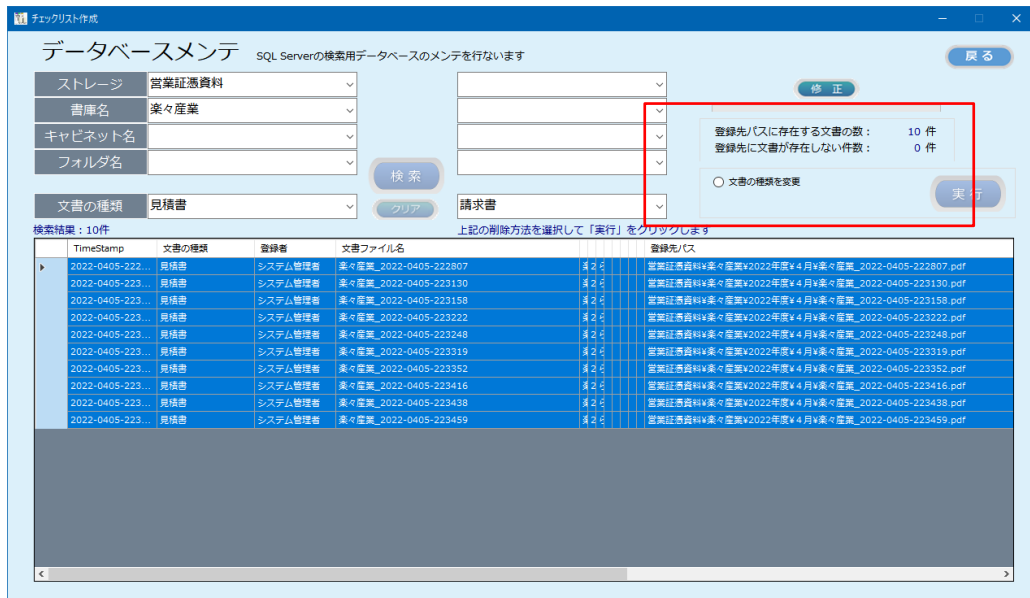 チェックリスト作成
データベースメンテ SQL Serverの検索用データベースのメンテを行ないます
戻る
ストレージ 営業証憑資料
修 正
書庫名 楽々産業
キャビネット名
登録先パスに存在する文書の数： 10 件
登録先に文書が存在しない件数： 0 件
フォルダ名
検 索
文書の種類を変更
実 行
文書の種類 見積書 クリア 請求書
検索結果：10件 上記の削除方法を選択して「実行」をクリックします
TimeStamp 文書の種類 登録者 文書ファイル名 登録先パス
2022-0405-222... 見積書 システム管理者 楽々産業_2022-0405-222807 営業証憑資料¥楽々産業¥2022年度¥４月¥楽々産業_2022-0405-222807.pdf
2022-0405-223... 見積書 システム管理者 楽々産業_2022-0405-223130 営業証憑資料¥楽々産業¥2022年度¥４月¥楽々産業_2022-0405-223130.pdf
2022-0405-223... 見積書 システム管理者 楽々産業_2022-0405-223158 営業証憑資料¥楽々産業¥2022年度¥４月¥楽々産業_2022-0405-223158.pdf
2022-0405-223... 見積書 システム管理者 楽々産業_2022-0405-223222 営業証憑資料¥楽々産業¥2022年度¥４月¥楽々産業_2022-0405-223222.pdf
2022-0405-223... 見積書 システム管理者 楽々産業_2022-0405-223248 営業証憑資料¥楽々産業¥2022年度¥４月¥楽々産業_2022-0405-223248.pdf
2022-0405-223... 見積書 システム管理者 楽々産業_2022-0405-223319 営業証憑資料¥楽々産業¥2022年度¥４月¥楽々産業_2022-0405-223319.pdf
2022-0405-223... 見積書 システム管理者 楽々産業_2022-0405-223352 営業証憑資料¥楽々産業¥2022年度¥４月¥楽々産業_2022-0405-223352.pdf
2022-0405-223... 見積書 システム管理者 楽々産業_2022-0405-223416 営業証憑資料¥楽々産業¥2022年度¥４月¥楽々産業_2022-0405-223416.pdf
2022-0405-223... 見積書 システム管理者 楽々産業_2022-0405-223438 営業証憑資料¥楽々産業¥2022年度¥４月¥楽々産業_2022-0405-223438.pdf
2022-0405-223... 見積書 システム管理者 楽々産業_2022-0405-223459 営業証憑資料¥楽々産業¥2022年度¥４月¥楽々産業_2022-0405-223459.pdf